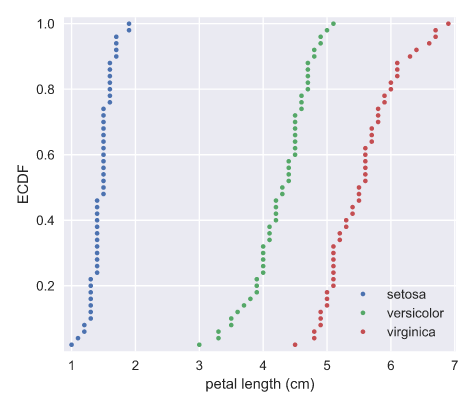 1.0
0.8
0.6
0.4
0.2
ECDF
setosa
versicolor
virginica
1 2 3 4 5 6 7
petal length (cm)